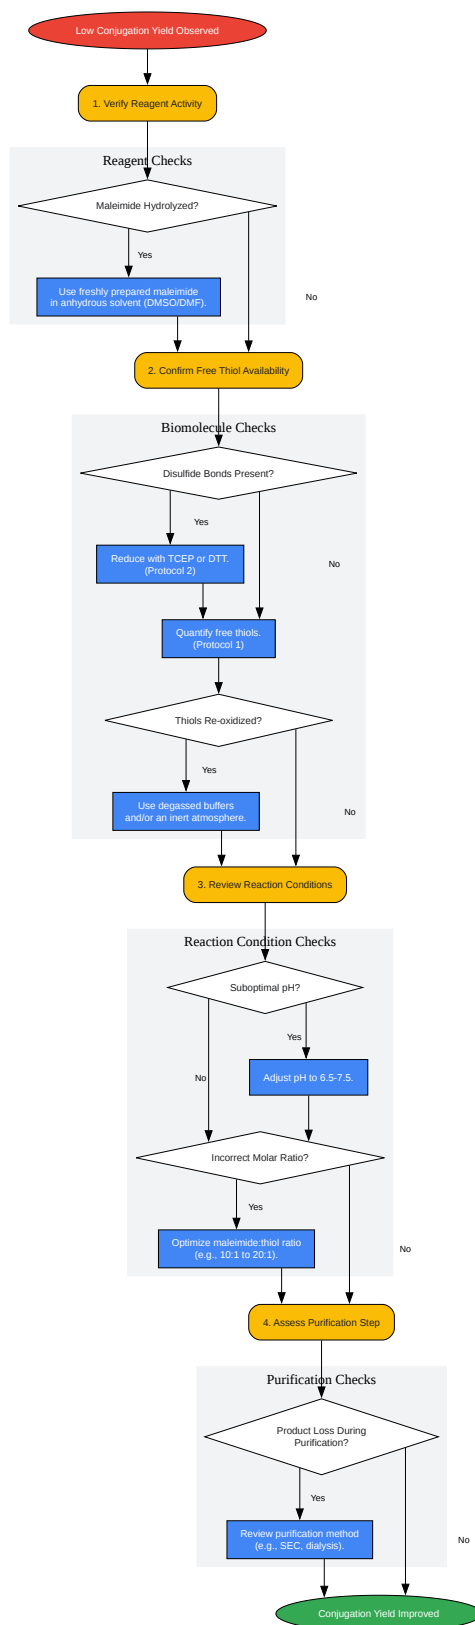 Low Conjugation Yield Observed
1. Verify Reagent Activity
Reagent Checks
Maleimide Hydrolyzed?
Yes
Use freshly prepared maleimide
in anhydrous solvent (DMSO/DMF).
No
2. Confirm Free Thiol Availability
Biomolecule Checks
Disulfide Bonds Present?
Yes
Reduce with TCEP or DTT.
(Protocol 2)
No
Quantify free thiols.
(Protocol 1)
Thiols Re-oxidized?
Yes
Use degassed buffers
and/or an inert atmosphere.
No
3. Review Reaction Conditions
Reaction Condition Checks
Suboptimal pH?
Yes
No
Adjust pH to 6.5-7.5.
Incorrect Molar Ratio?
Yes
Optimize maleimide:thiol ratio
(e.g., 10:1 to 20:1).
No
4. Assess Purification Step
Purification Checks
Product Loss During
Purification?
Yes
Review purification method
(e.g., SEC, dialysis).
No
Conjugation Yield Improved